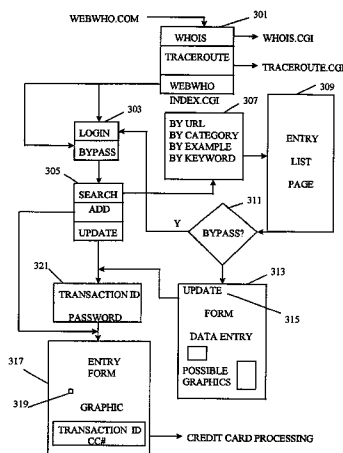 WEBWHO.COM
301
WHOIS
WHOIS.CGI
TRACEROUTE
TRACEROUTE.CGI
WEBWHO
INDEX.CGI
303
307
309
LOGIN
BYPASS
BY URL
BY CATEGORY
BY EXAMPLE
BY KEYWORD
ENTRY
LIST
PAGE
305
SEARCH
ADD
UPDATE
311
Y
BYPASS?
321
TRANSACTION ID
PASSWORD
313
UPDATE
315
FORM
DATA ENTRY
POSSIBLE
GRAPHICS
317
ENTRY
FORM
319
GRAPHIC
TRANSACTION ID
CC#
CREDIT CARD PROCESSING